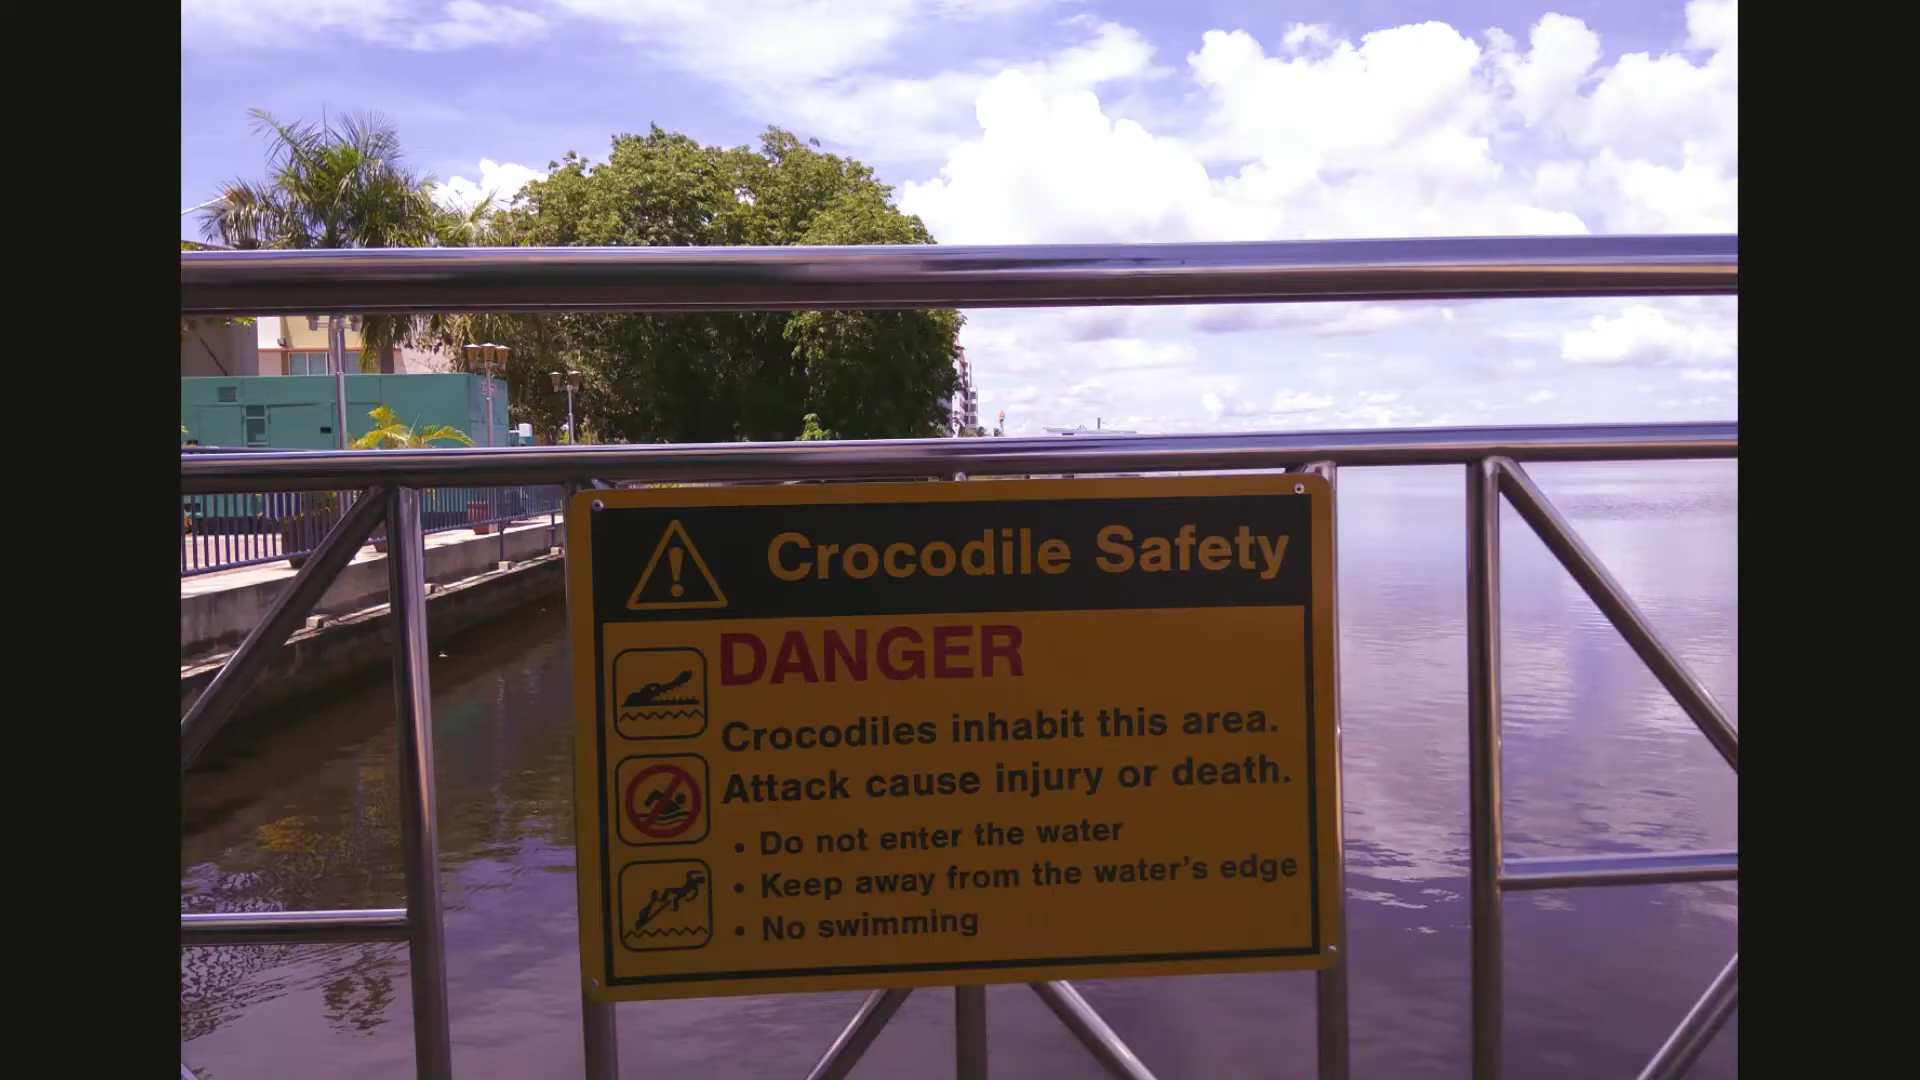 Crocodile Safety
DANGER
Crocodiles inhabit this area.
Attack cause injury or death.
• Do not enter the water
• Keep away from the water's edge
• No swimming